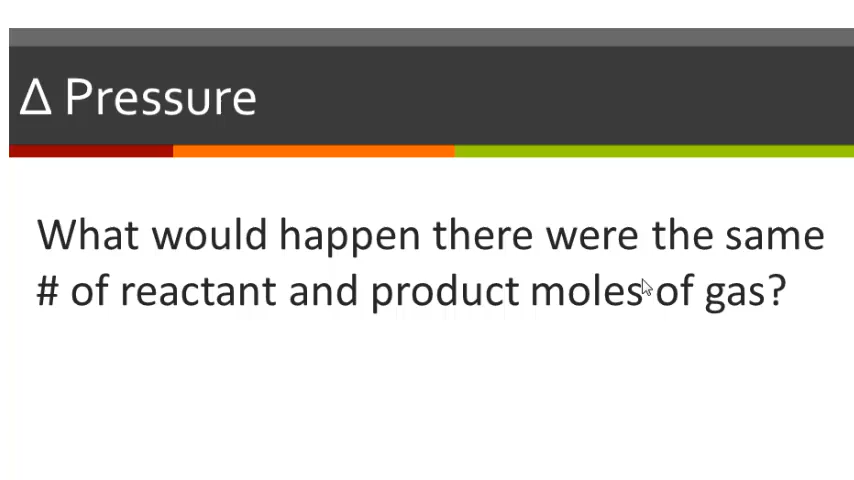 Δ Pressure
What would happen there were the same
# of reactant and product moles of gas?